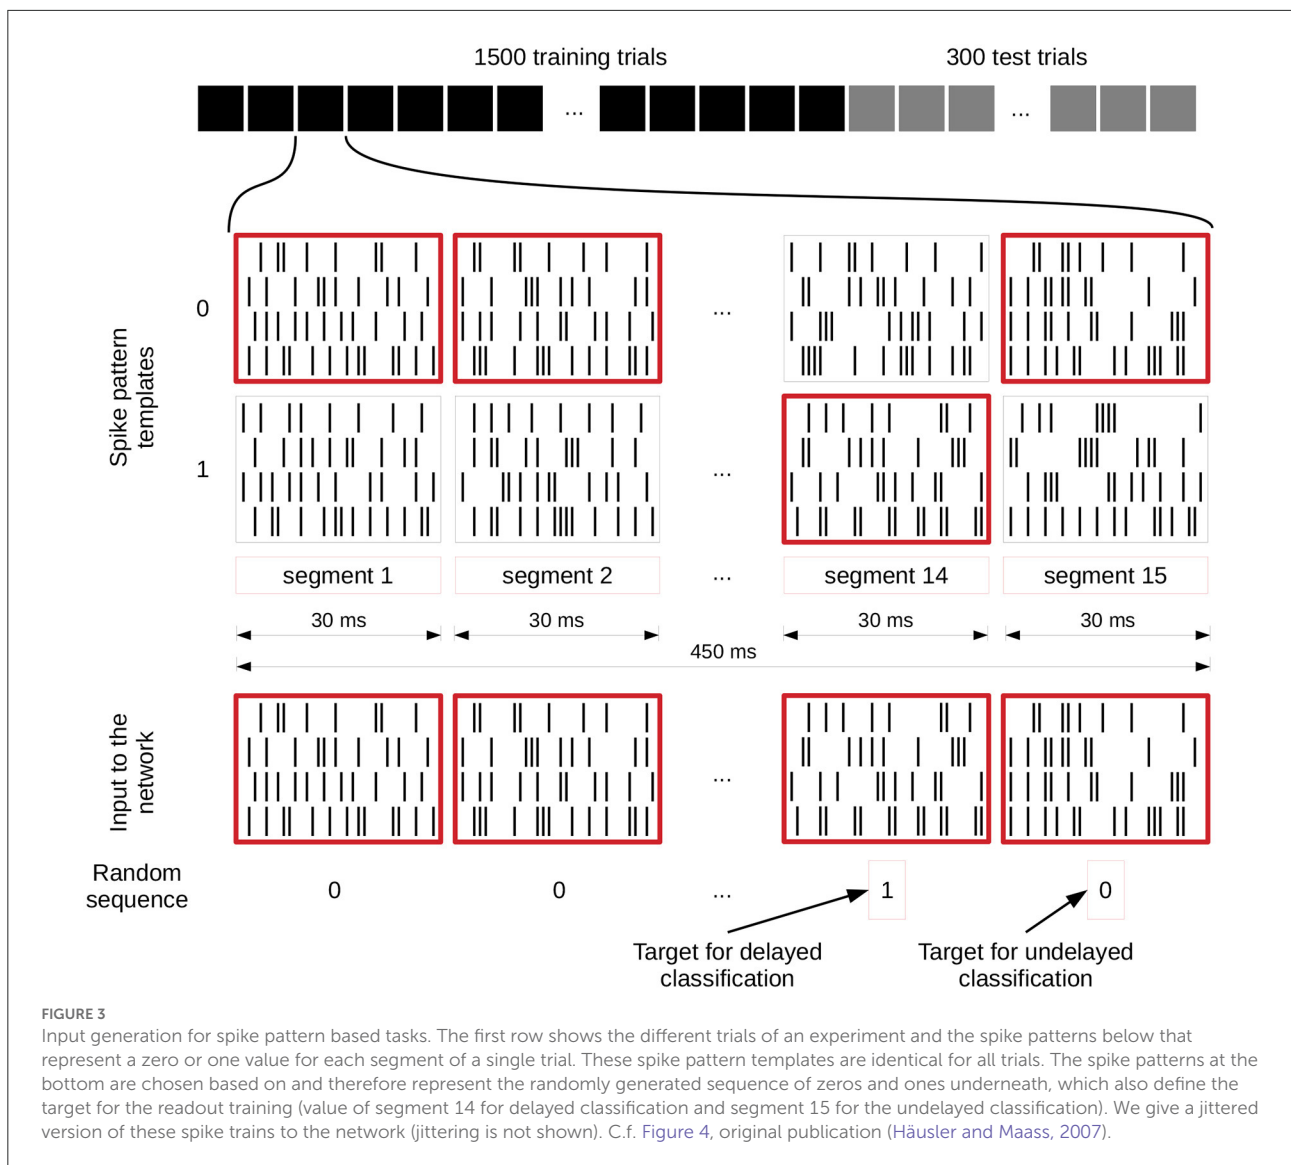 1500 training trials 300 test trials
... ...
Spike pattern
templates
0
...
1
...
segment 1 segment 2 ... segment 14 segment 15
30 ms 30 ms 30 ms 30 ms
450 ms
Input to the
network
...
Random
sequence
0 0 ... 1 0
Target for delayed
classification
Target for undelayed
classification
FIGURE 3
Input generation for spike pattern based tasks. The first row shows the different trials of an experiment and the spike patterns below that
represent a zero or one value for each segment of a single trial. These spike pattern templates are identical for all trials. The spike patterns at the
bottom are chosen based on and therefore represent the randomly generated sequence of zeros and ones underneath, which also define the
target for the readout training (value of segment 14 for delayed classification and segment 15 for the undelayed classification). We give a jittered
version of these spike trains to the network (jittering is not shown). C.f. Figure 4, original publication (Häusler and Maass, 2007).